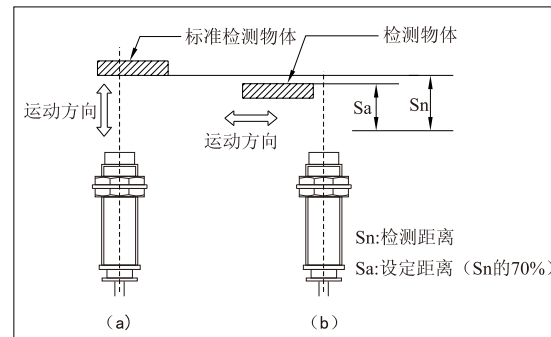 标准检测物体
检测物体
运动方向
运动方向
Sa
Sn
Sn:检测距离
Sa:设定距离（Sn的70%）
（a）
（b）